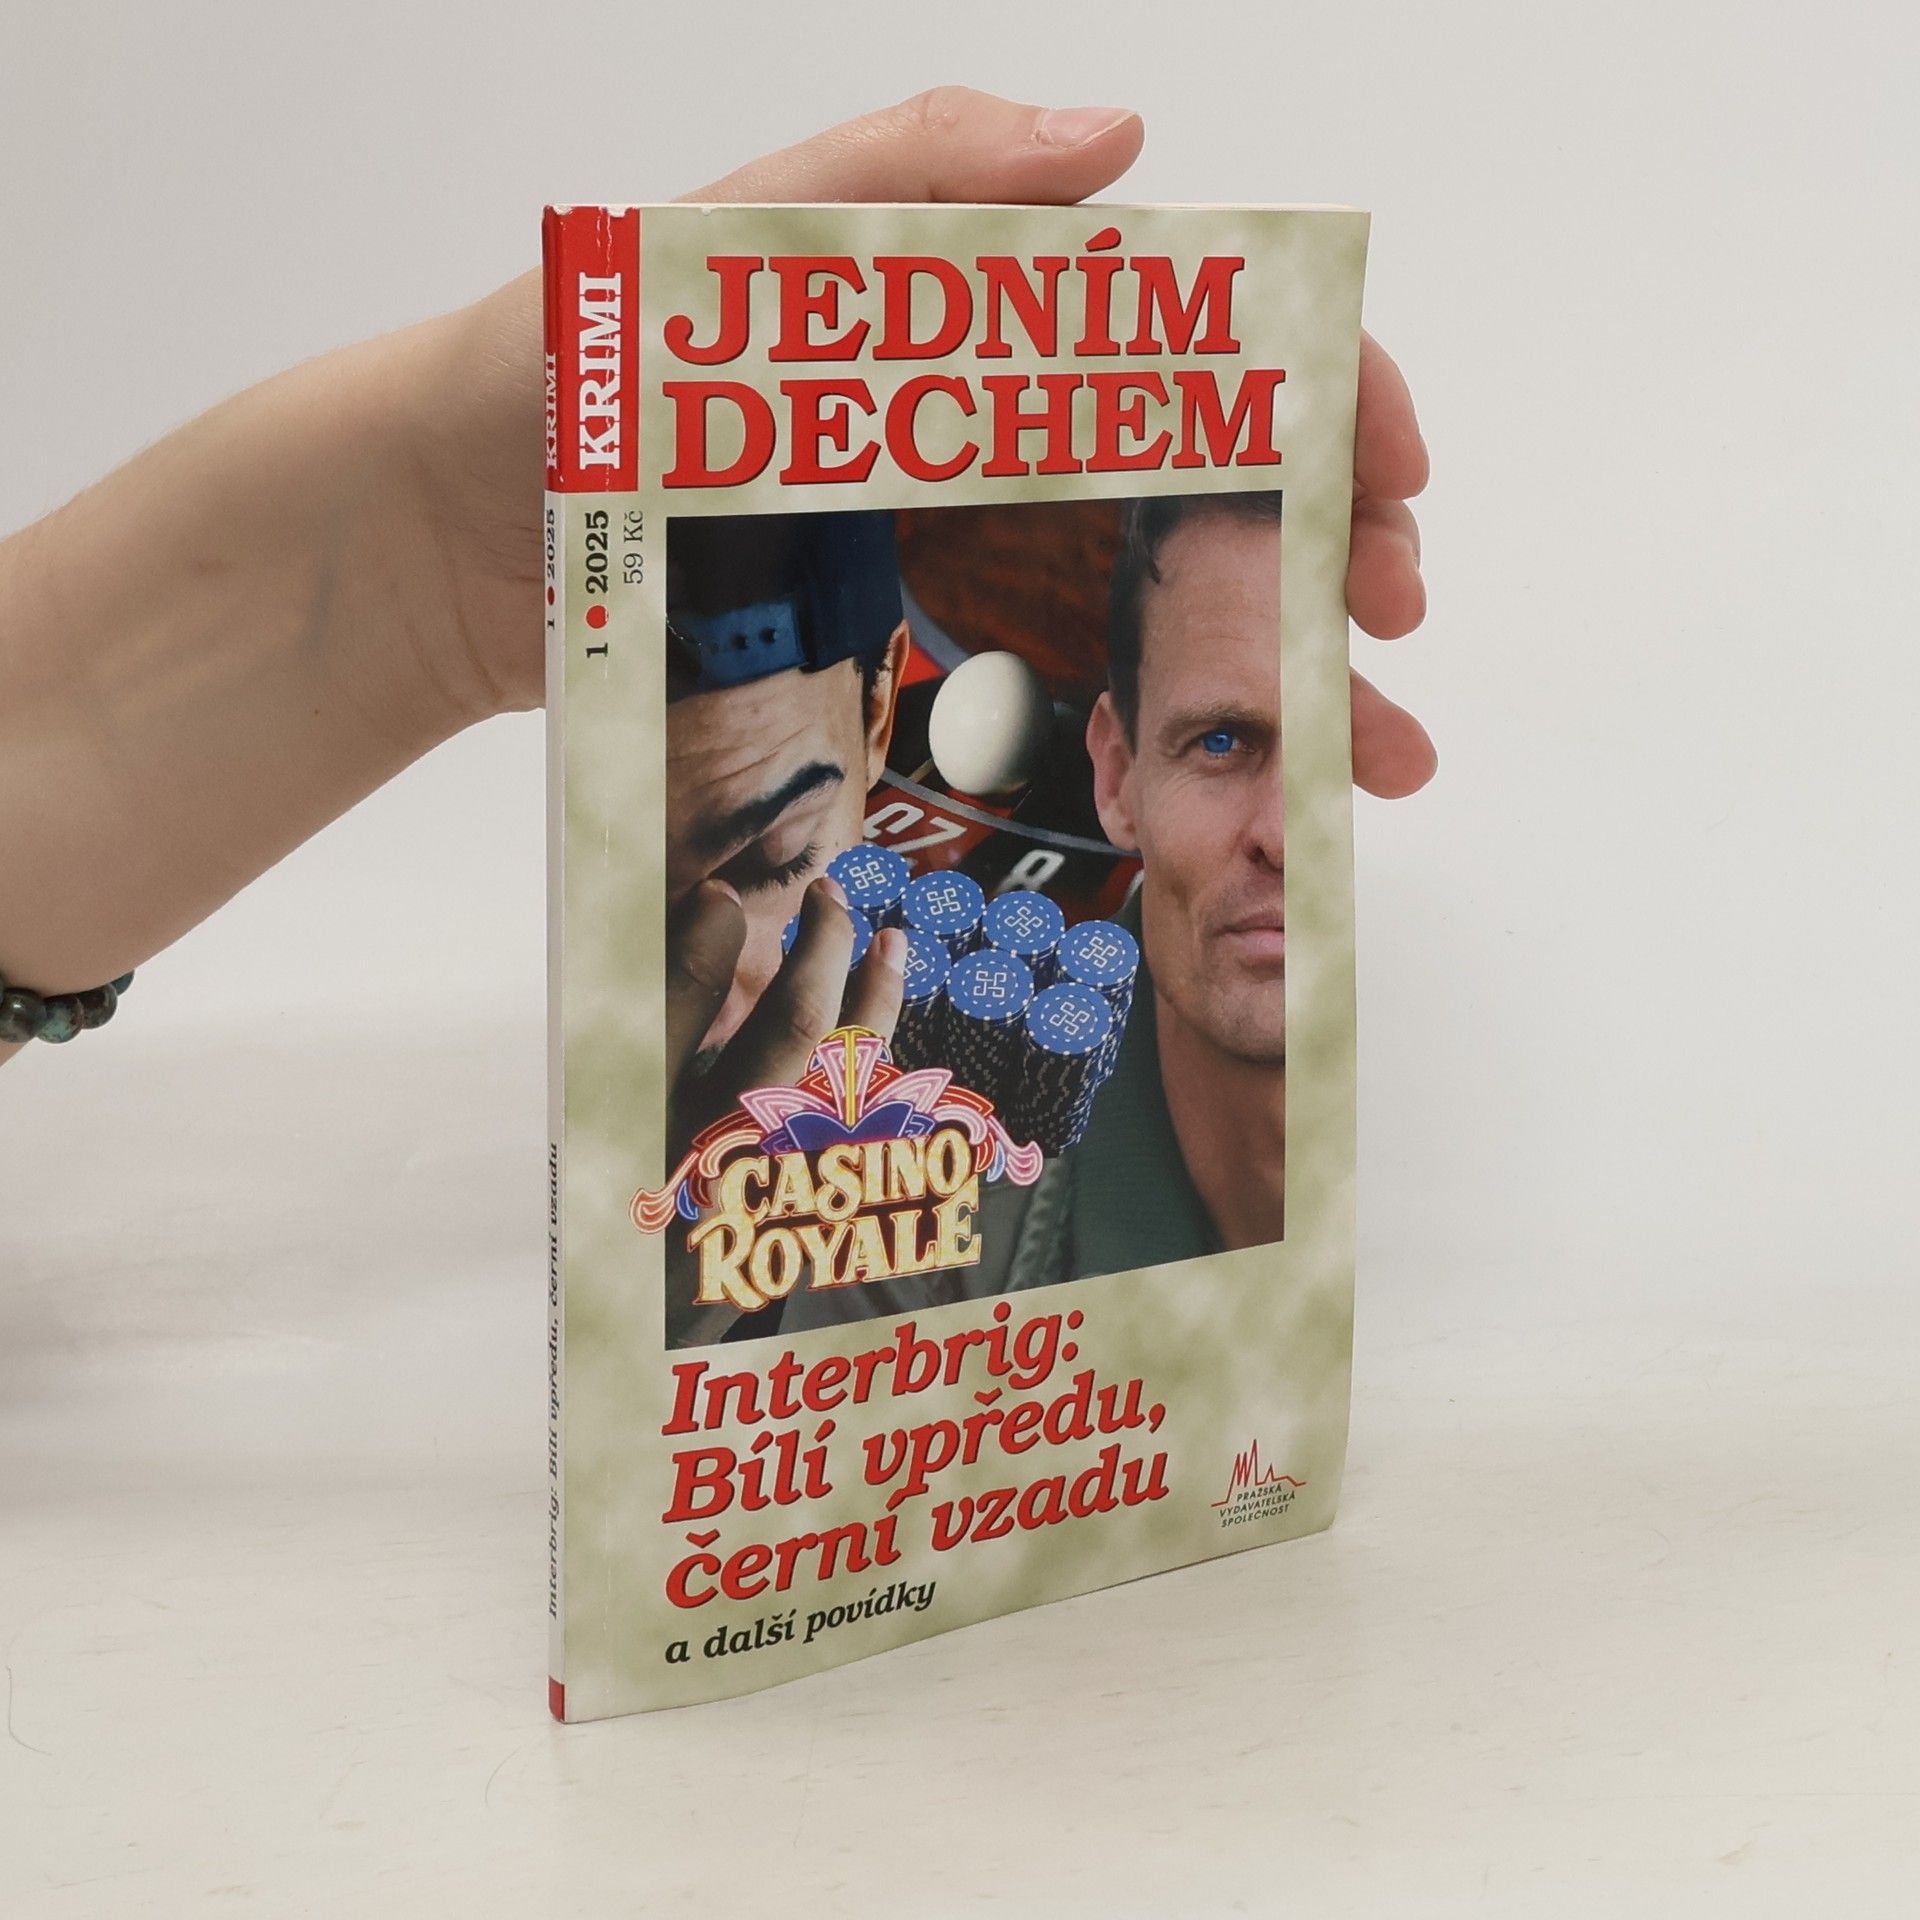 KRIMI
1 • 2025
Interbrig: Bílí vpředu, černí vzadu
KRIMI
1 • 2025
59 Kč
JEDNÍM
DECHEM
8
CASINO
ROYALE
Interbrig:
Bílí vpředu,
černí vzadu
a další povídky
PRAŽSKÁ
VYDAVATELSKÁ
SPOLEČNOST